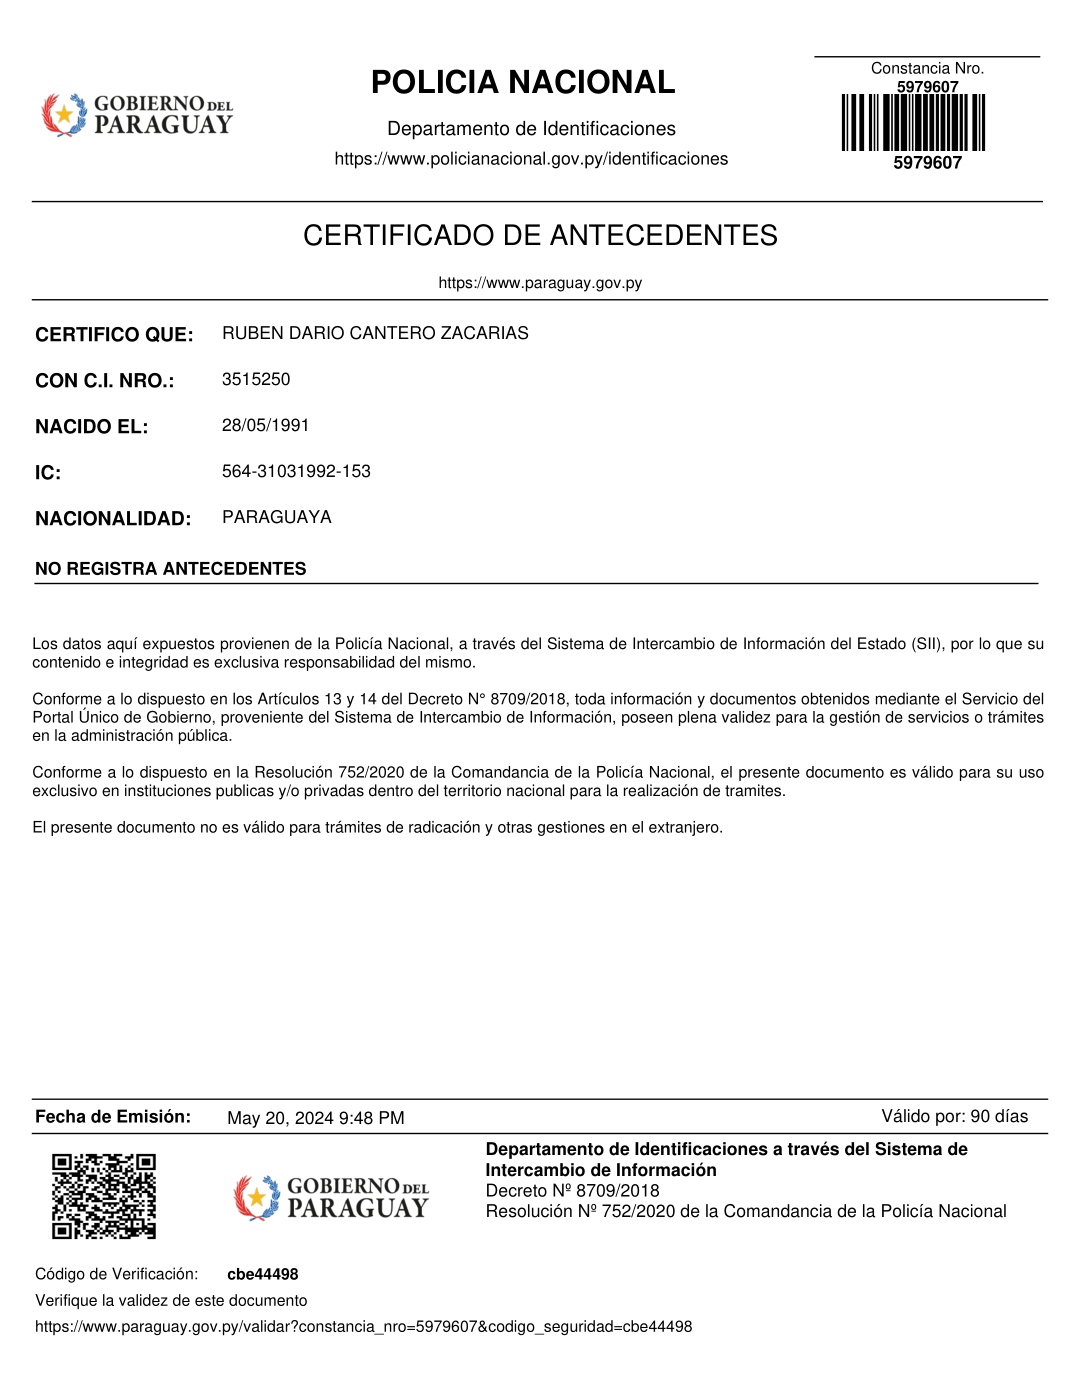 GOBIERNO DEL
PARAGUAY
POLICIA NACIONAL
Departamento de Identificaciones
https://www.policianacional.gov.py/identificaciones
Constancia Nro.
5979607
5979607
CERTIFICADO DE ANTECEDENTES
https://www.paraguay.gov.py
CERTIFICO QUE: RUBEN DARIO CANTERO ZACARIAS
CON C.I. NRO.: 3515250
NACIDO EL: 28/05/1991
IC: 564-31031992-153
NACIONALIDAD: PARAGUAYA
NO REGISTRA ANTECEDENTES
Los datos aquí expuestos provienen de la Policía Nacional, a través del Sistema de Intercambio de Información del Estado (SII), por lo que su
contenido e integridad es exclusiva responsabilidad del mismo.
Conforme a lo dispuesto en los Artículos 13 y 14 del Decreto N° 8709/2018, toda información y documentos obtenidos mediante el Servicio del
Portal Único de Gobierno, proveniente del Sistema de Intercambio de Información, poseen plena validez para la gestión de servicios o trámites
en la administración pública.
Conforme a lo dispuesto en la Resolución 752/2020 de la Comandancia de la Policía Nacional, el presente documento es válido para su uso
exclusivo en instituciones publicas y/o privadas dentro del territorio nacional para la realización de tramites.
El presente documento no es válido para trámites de radicación y otras gestiones en el extranjero.
Fecha de Emisión: May 20, 2024 9:48 PM Válido por: 90 días
GOBIERNO DEL
PARAGUAY
Departamento de Identificaciones a través del Sistema de
Intercambio de Información
Decreto Nº 8709/2018
Resolución Nº 752/2020 de la Comandancia de la Policía Nacional
Código de Verificación: cbe44498
Verifique la validez de este documento
https://www.paraguay.gov.py/validar?constancia_nro=5979607&codigo_seguridad=cbe44498